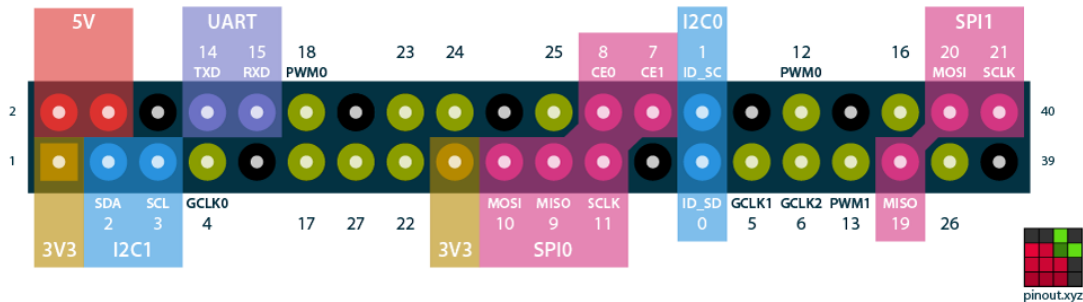 5V UART I2C0 SPI1
14 15 18 23 24 25 8 7 1 12 16 20 21
TXD RXD PWM0 CE0 CE1 ID_SC PWM0 MOSI SCLK
2 40
1 39
SDA SCL GCLK0 MOSI MISO SCLK ID_SD GCLK1 GCLK2 PWM1 MISO
2 3 4 17 27 22 10 9 11 0 5 6 13 19 26
3V3 I2C1 3V3 SPI0
pinout.xyz